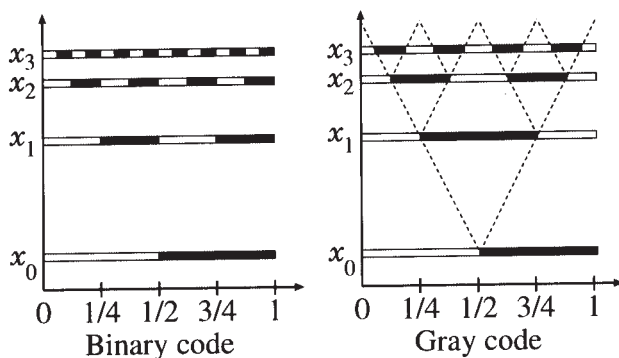 x3
x2
x1
x0
0 1/4 1/2 3/4 1
Binary code
x3
x2
x1
x0
0 1/4 1/2 3/4 1
Gray code